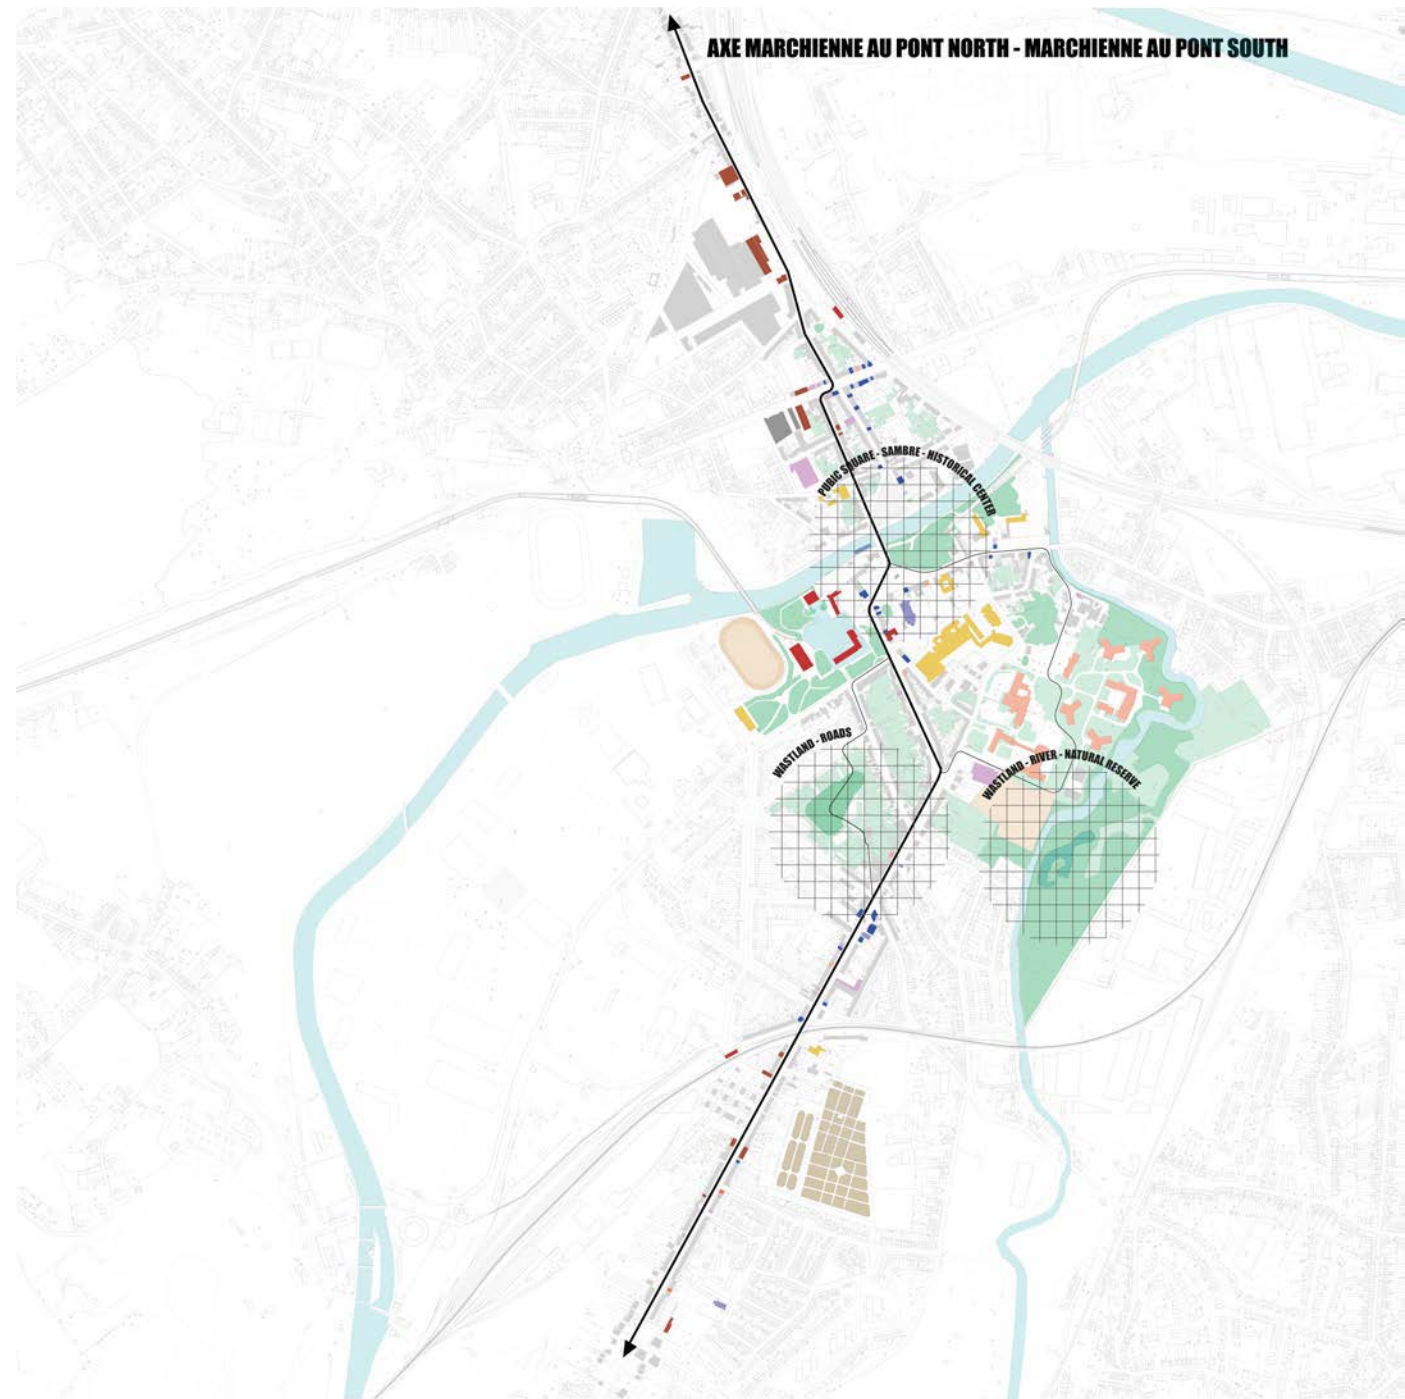 AXE MARCHIENNE AU PONT NORTH - MARCHIENNE AU PONT SOUTH
PUBIC SQUARE - SAMBRE - HISTORICAL CENTER
WASTLAND - ROADS
WASTLAND - RIVER - NATURAL RESERVE